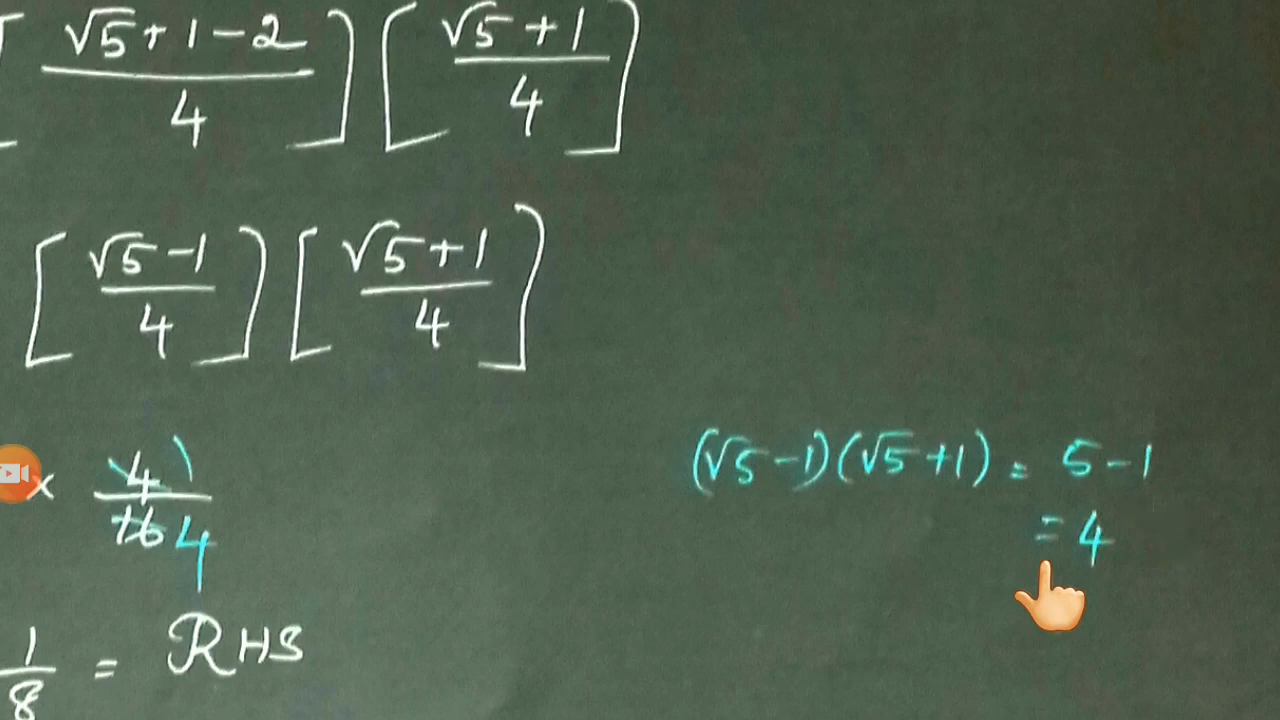 [ √5 + 1 - 2 / 4 ] [ √5 + 1 / 4 ]
[ √5 - 1 / 4 ] [ √5 + 1 / 4 ]
× 4 1 / 16 4
(√5 - 1)(√5 + 1) = 5 - 1
= 4
1 / 8 = RHS